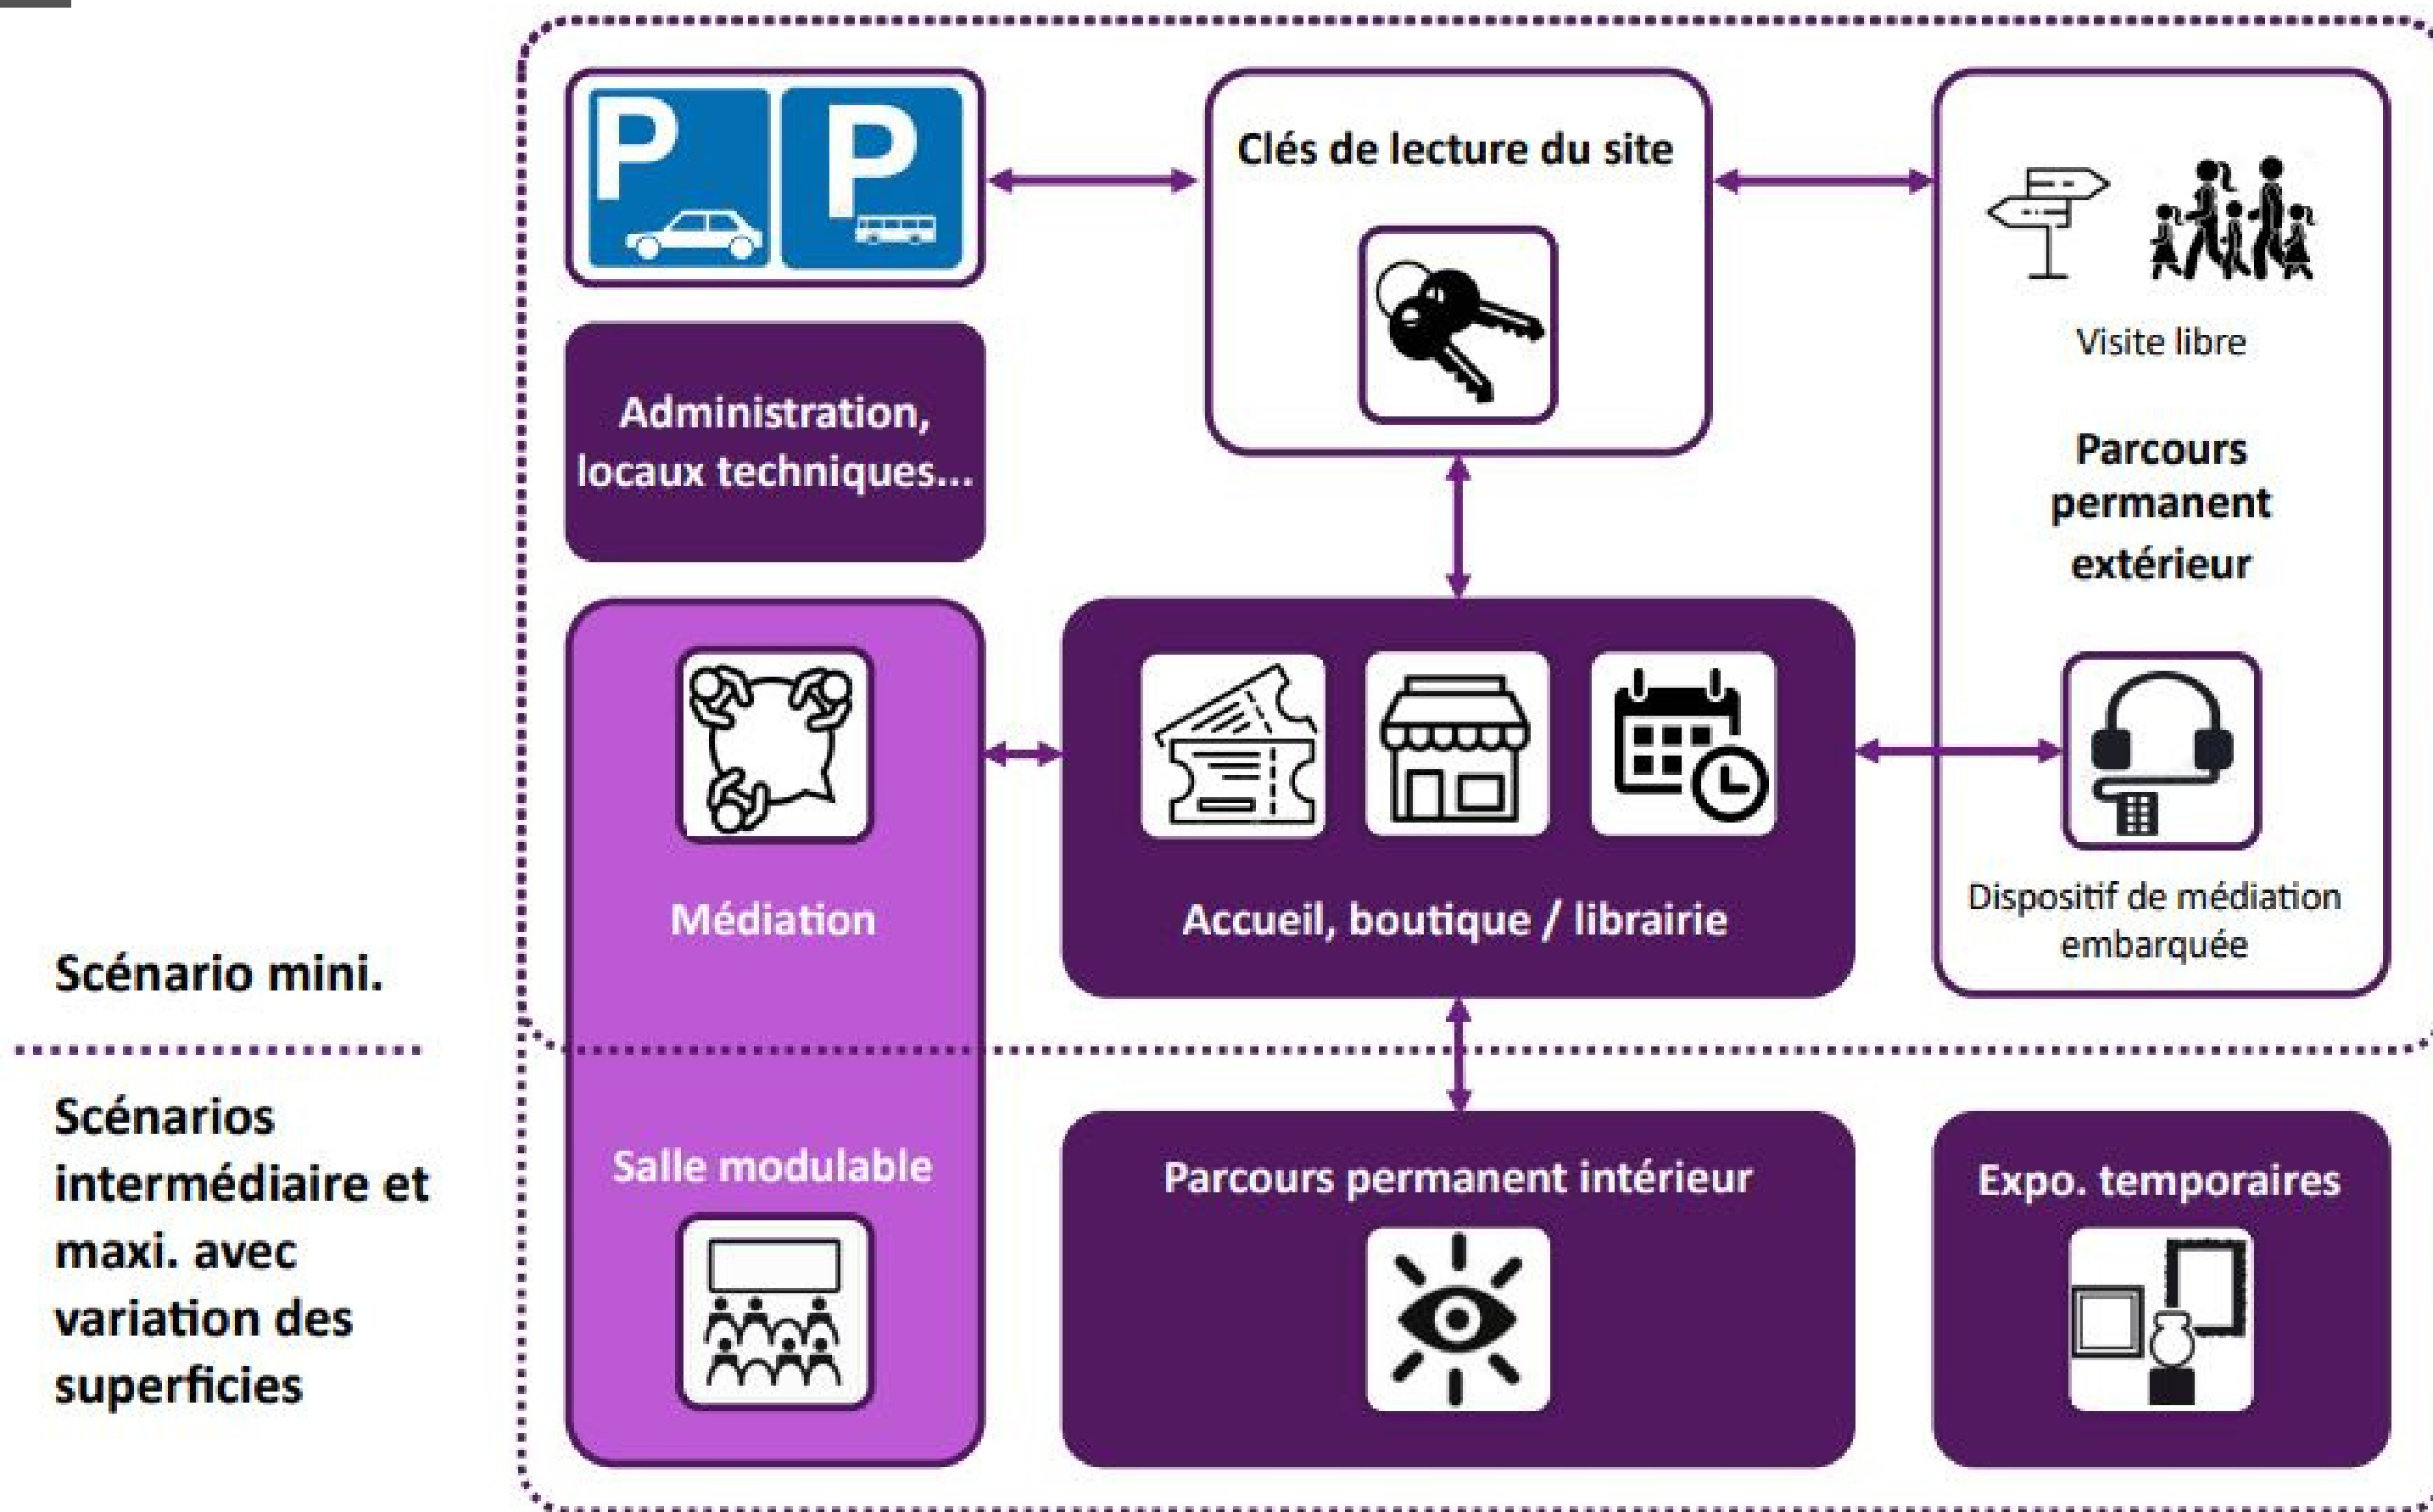 P
P
Clés de lecture du site
Visite libre
Parcours
permanent
extérieur
Administration,
locaux techniques...
Médiation
Accueil, boutique / librairie
Dispositif de médiation
embarquée
Scénario mini.
Scénarios
intermédiaire et
maxi. avec
variation des
superficies
Salle modulable
Parcours permanent intérieur
Expo. temporaires